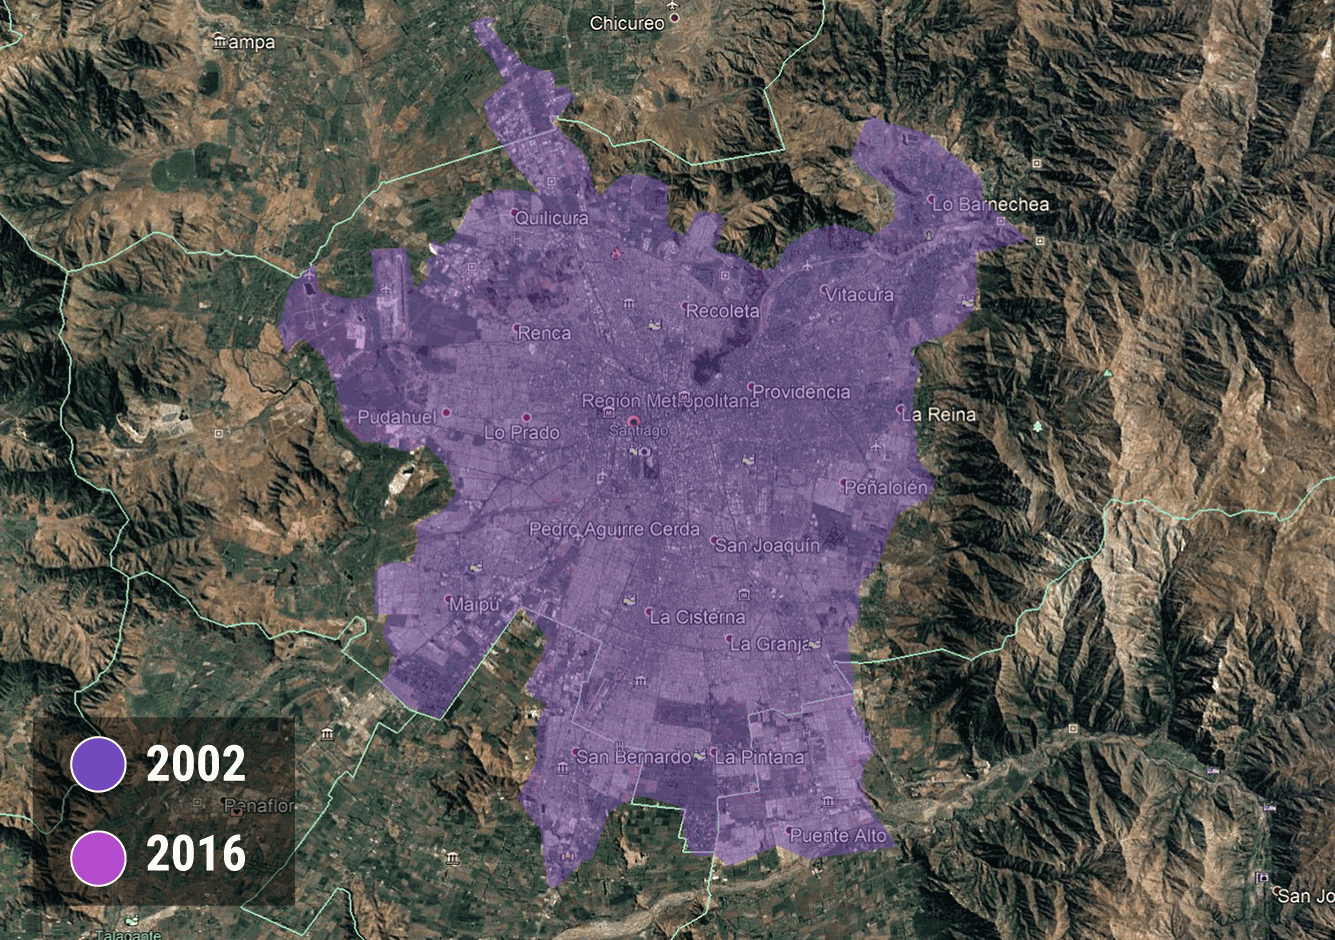 Chicureo
ampa
Lo Barnechea
Quilicura
Vitacura
Recoleta
Renca
Providencia
Región Metropolitana
La Reina
Pudahuel
Lo Prado
Santiago
Peñalolén
Pedro Aguirre Cerda
San Joaquín
Maipú
La Cisterna
La Granja
San Bernardo
La Pintana
2002
Peñaflor
Puente Alto
2016
San Jo
Talagante